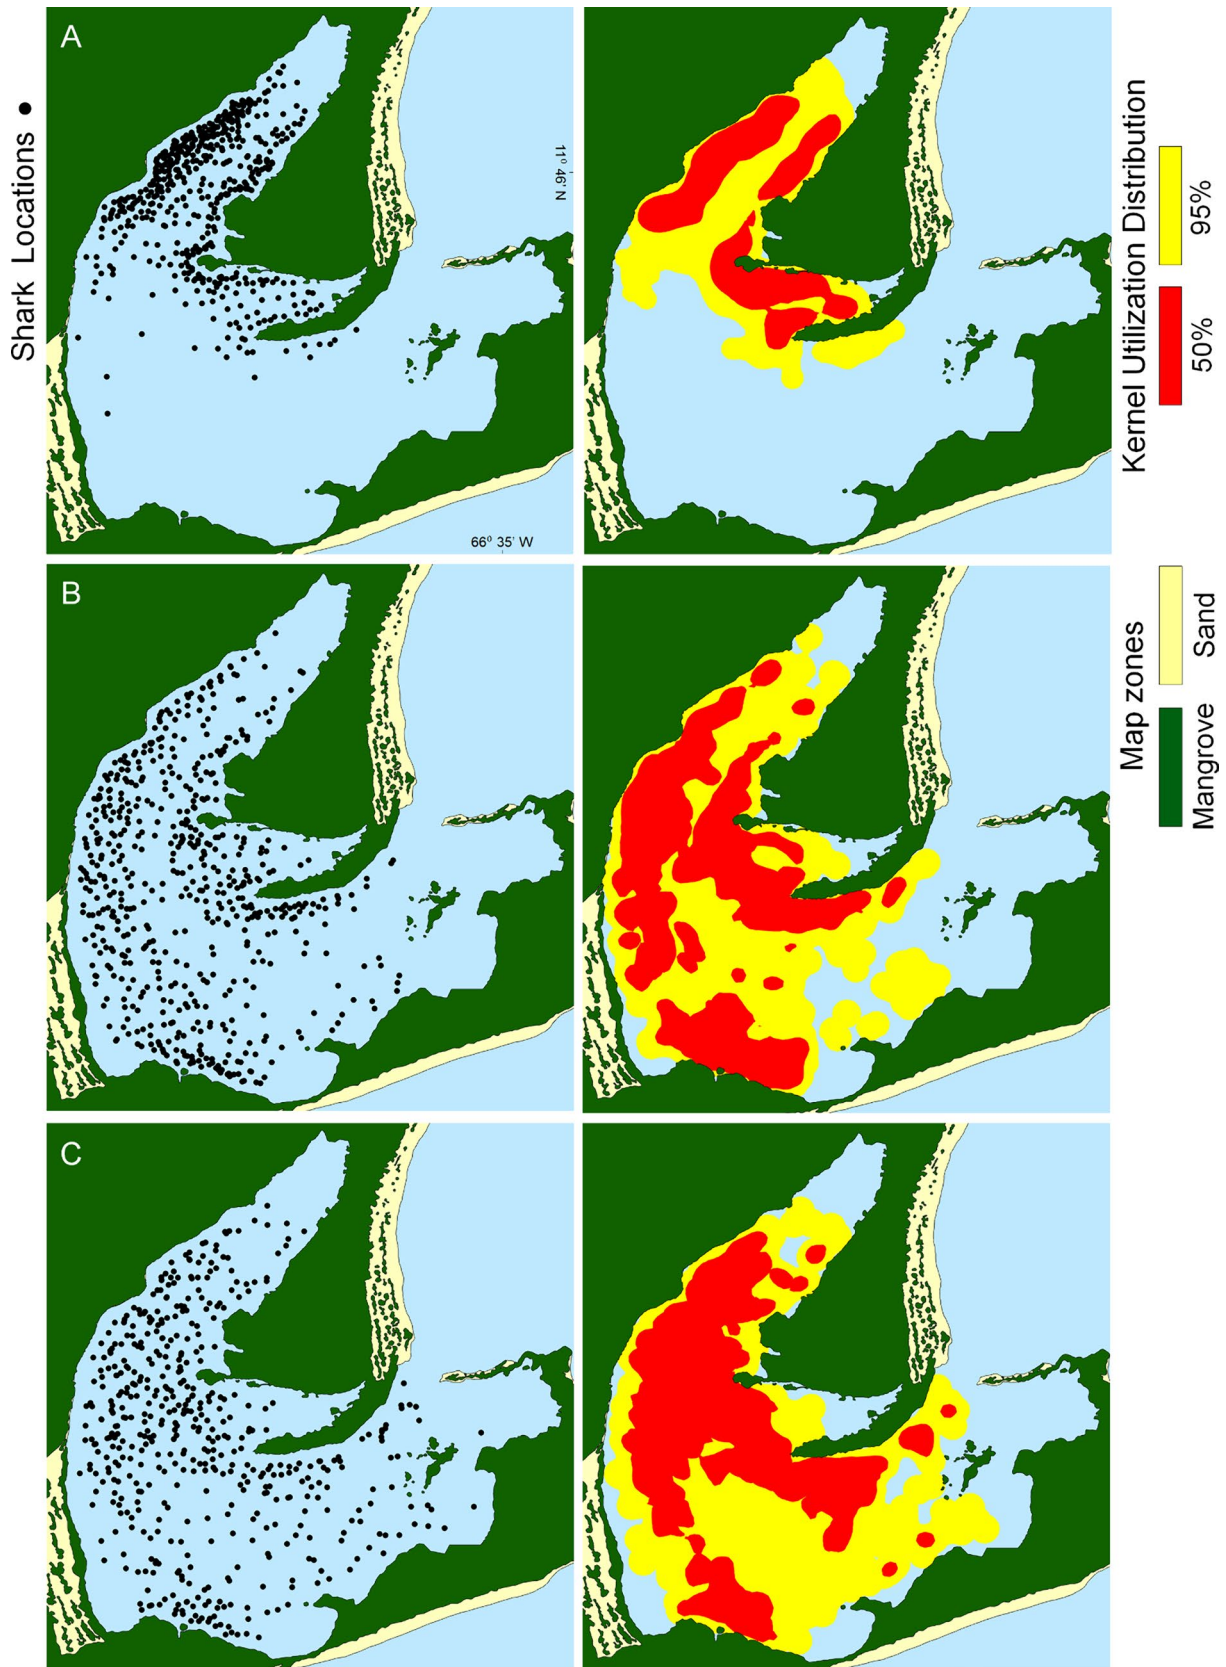 Shark Locations
A
11° 46' N
66° 35' W
B
C
Kernel Utilization Distribution
50%
95%
Map zones
Mangrove
Sand